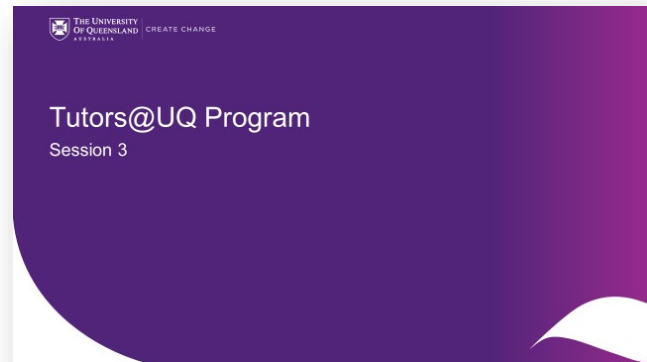 THE UNIVERSITY
OF QUEENSLAND
AUSTRALIA
CREATE CHANGE
Tutors@UQ Program
Session 3